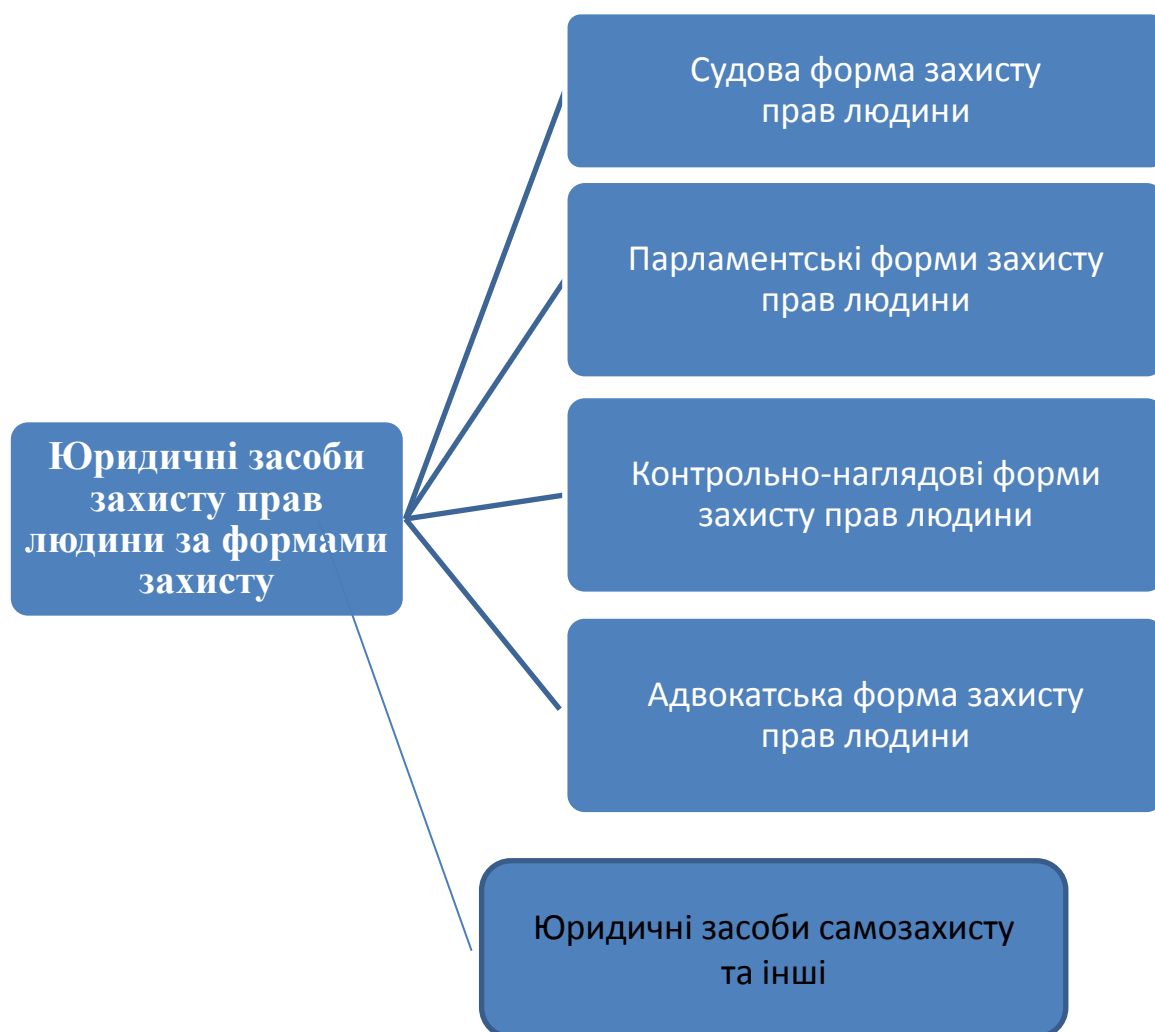 Судова форма захисту
прав людини
Парламентські форми захисту
прав людини
Юридичні засоби
захисту прав
людини за формами
захисту
Контрольно-наглядові форми
захисту прав людини
Адвокатська форма захисту
прав людини
Юридичні засоби самозахисту
та інші